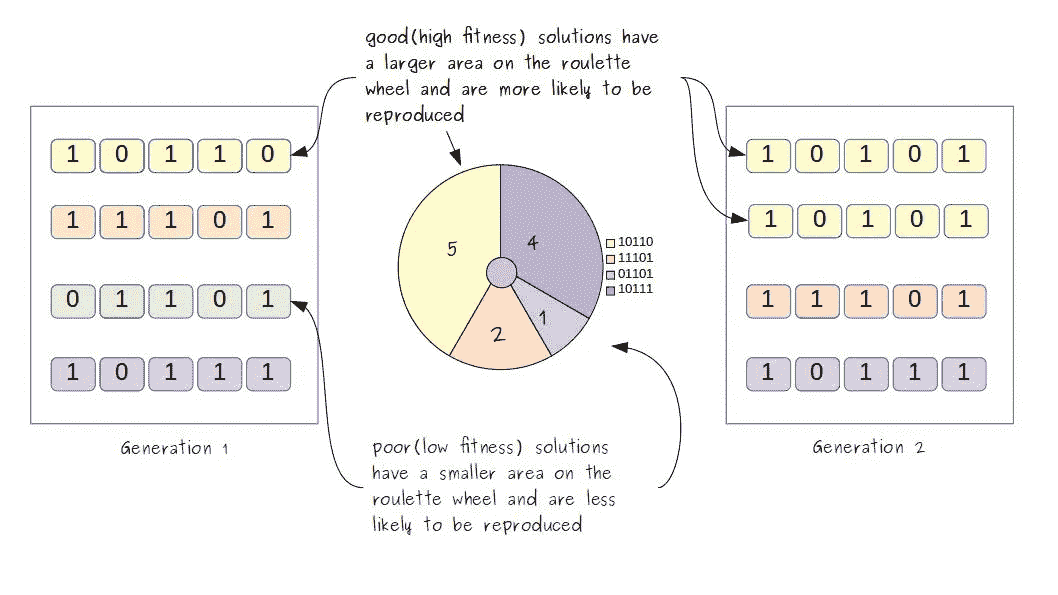 good(high fitness) solutions have
a larger area on the roulette
wheel and are more likely to be
reproduced
1 0 1 1 0
1 1 1 0 1
0 1 1 0 1
1 0 1 1 1
Generation 1
5
4
2
1
10110
11101
01101
10111
1 0 1 0 1
1 0 1 0 1
1 1 1 0 1
1 0 1 1 1
Generation 2
poor(low fitness) solutions
have a smaller area on the
roulette wheel and are less
likely to be reproduced